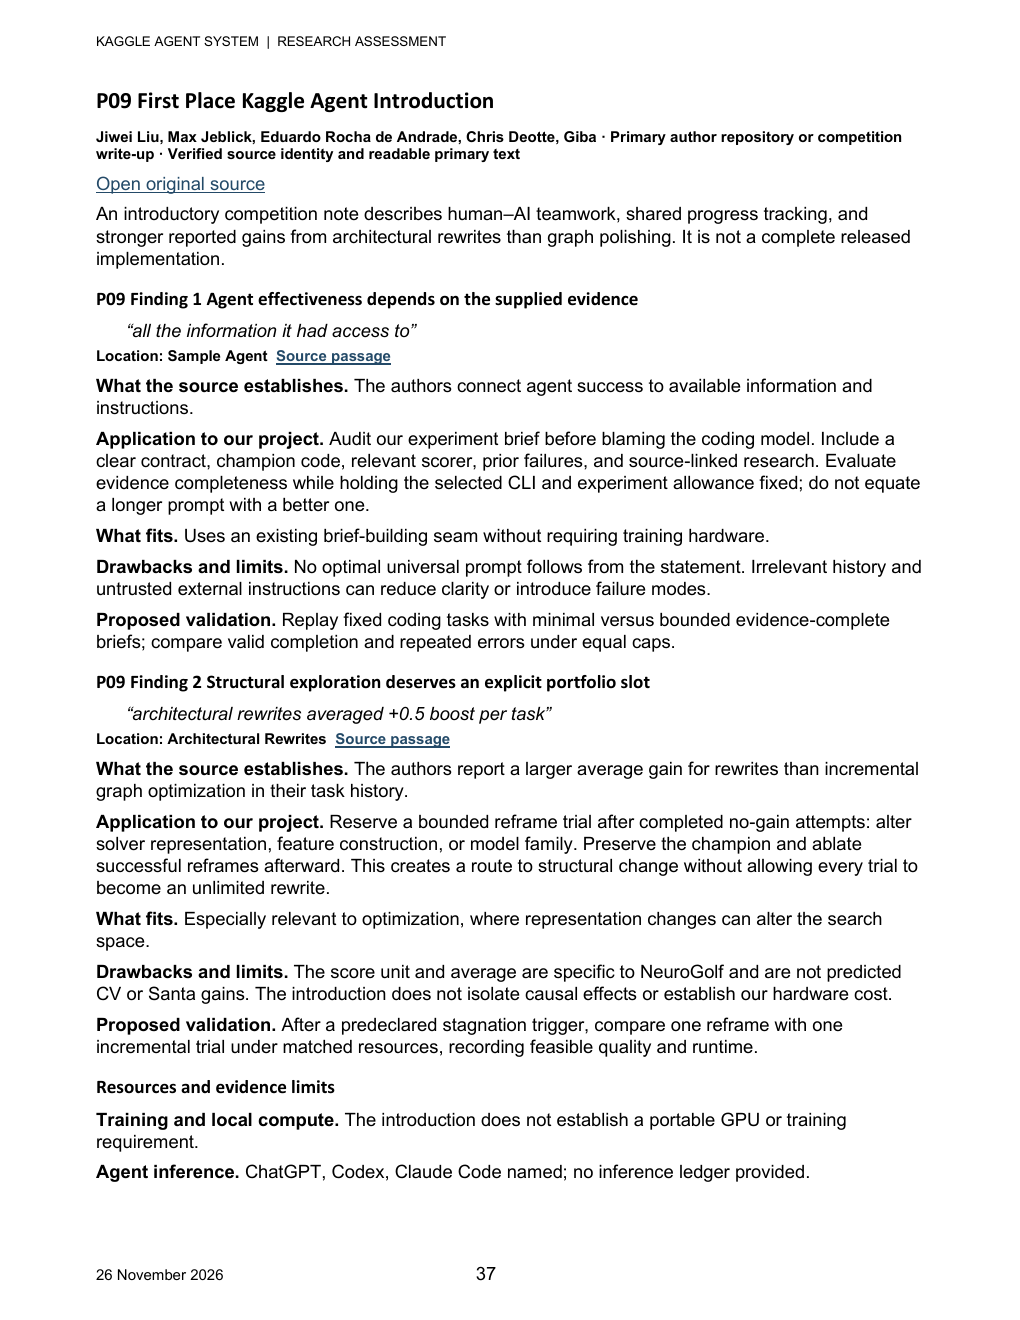 KAGGLE AGENT SYSTEM | RESEARCH ASSESSMENT
P09 First Place Kaggle Agent Introduction
Jiwei Liu, Max Jeblick, Eduardo Rocha de Andrade, Chris Deotte, Giba · Primary author repository or competition
write-up · Verified source identity and readable primary text
Open original source
An introductory competition note describes human–AI teamwork, shared progress tracking, and
stronger reported gains from architectural rewrites than graph polishing. It is not a complete released
implementation.
P09 Finding 1 Agent effectiveness depends on the supplied evidence
“all the information it had access to”
Location: Sample Agent Source passage
What the source establishes. The authors connect agent success to available information and
instructions.
Application to our project. Audit our experiment brief before blaming the coding model. Include a
clear contract, champion code, relevant scorer, prior failures, and source-linked research. Evaluate
evidence completeness while holding the selected CLI and experiment allowance fixed; do not equate
a longer prompt with a better one.
What fits. Uses an existing brief-building seam without requiring training hardware.
Drawbacks and limits. No optimal universal prompt follows from the statement. Irrelevant history and
untrusted external instructions can reduce clarity or introduce failure modes.
Proposed validation. Replay fixed coding tasks with minimal versus bounded evidence-complete
briefs; compare valid completion and repeated errors under equal caps.
P09 Finding 2 Structural exploration deserves an explicit portfolio slot
“architectural rewrites averaged +0.5 boost per task”
Location: Architectural Rewrites Source passage
What the source establishes. The authors report a larger average gain for rewrites than incremental
graph optimization in their task history.
Application to our project. Reserve a bounded reframe trial after completed no-gain attempts: alter
solver representation, feature construction, or model family. Preserve the champion and ablate
successful reframes afterward. This creates a route to structural change without allowing every trial to
become an unlimited rewrite.
What fits. Especially relevant to optimization, where representation changes can alter the search
space.
Drawbacks and limits. The score unit and average are specific to NeuroGolf and are not predicted
CV or Santa gains. The introduction does not isolate causal effects or establish our hardware cost.
Proposed validation. After a predeclared stagnation trigger, compare one reframe with one
incremental trial under matched resources, recording feasible quality and runtime.
Resources and evidence limits
Training and local compute. The introduction does not establish a portable GPU or training
requirement.
Agent inference. ChatGPT, Codex, Claude Code named; no inference ledger provided.
26 November 2026
37